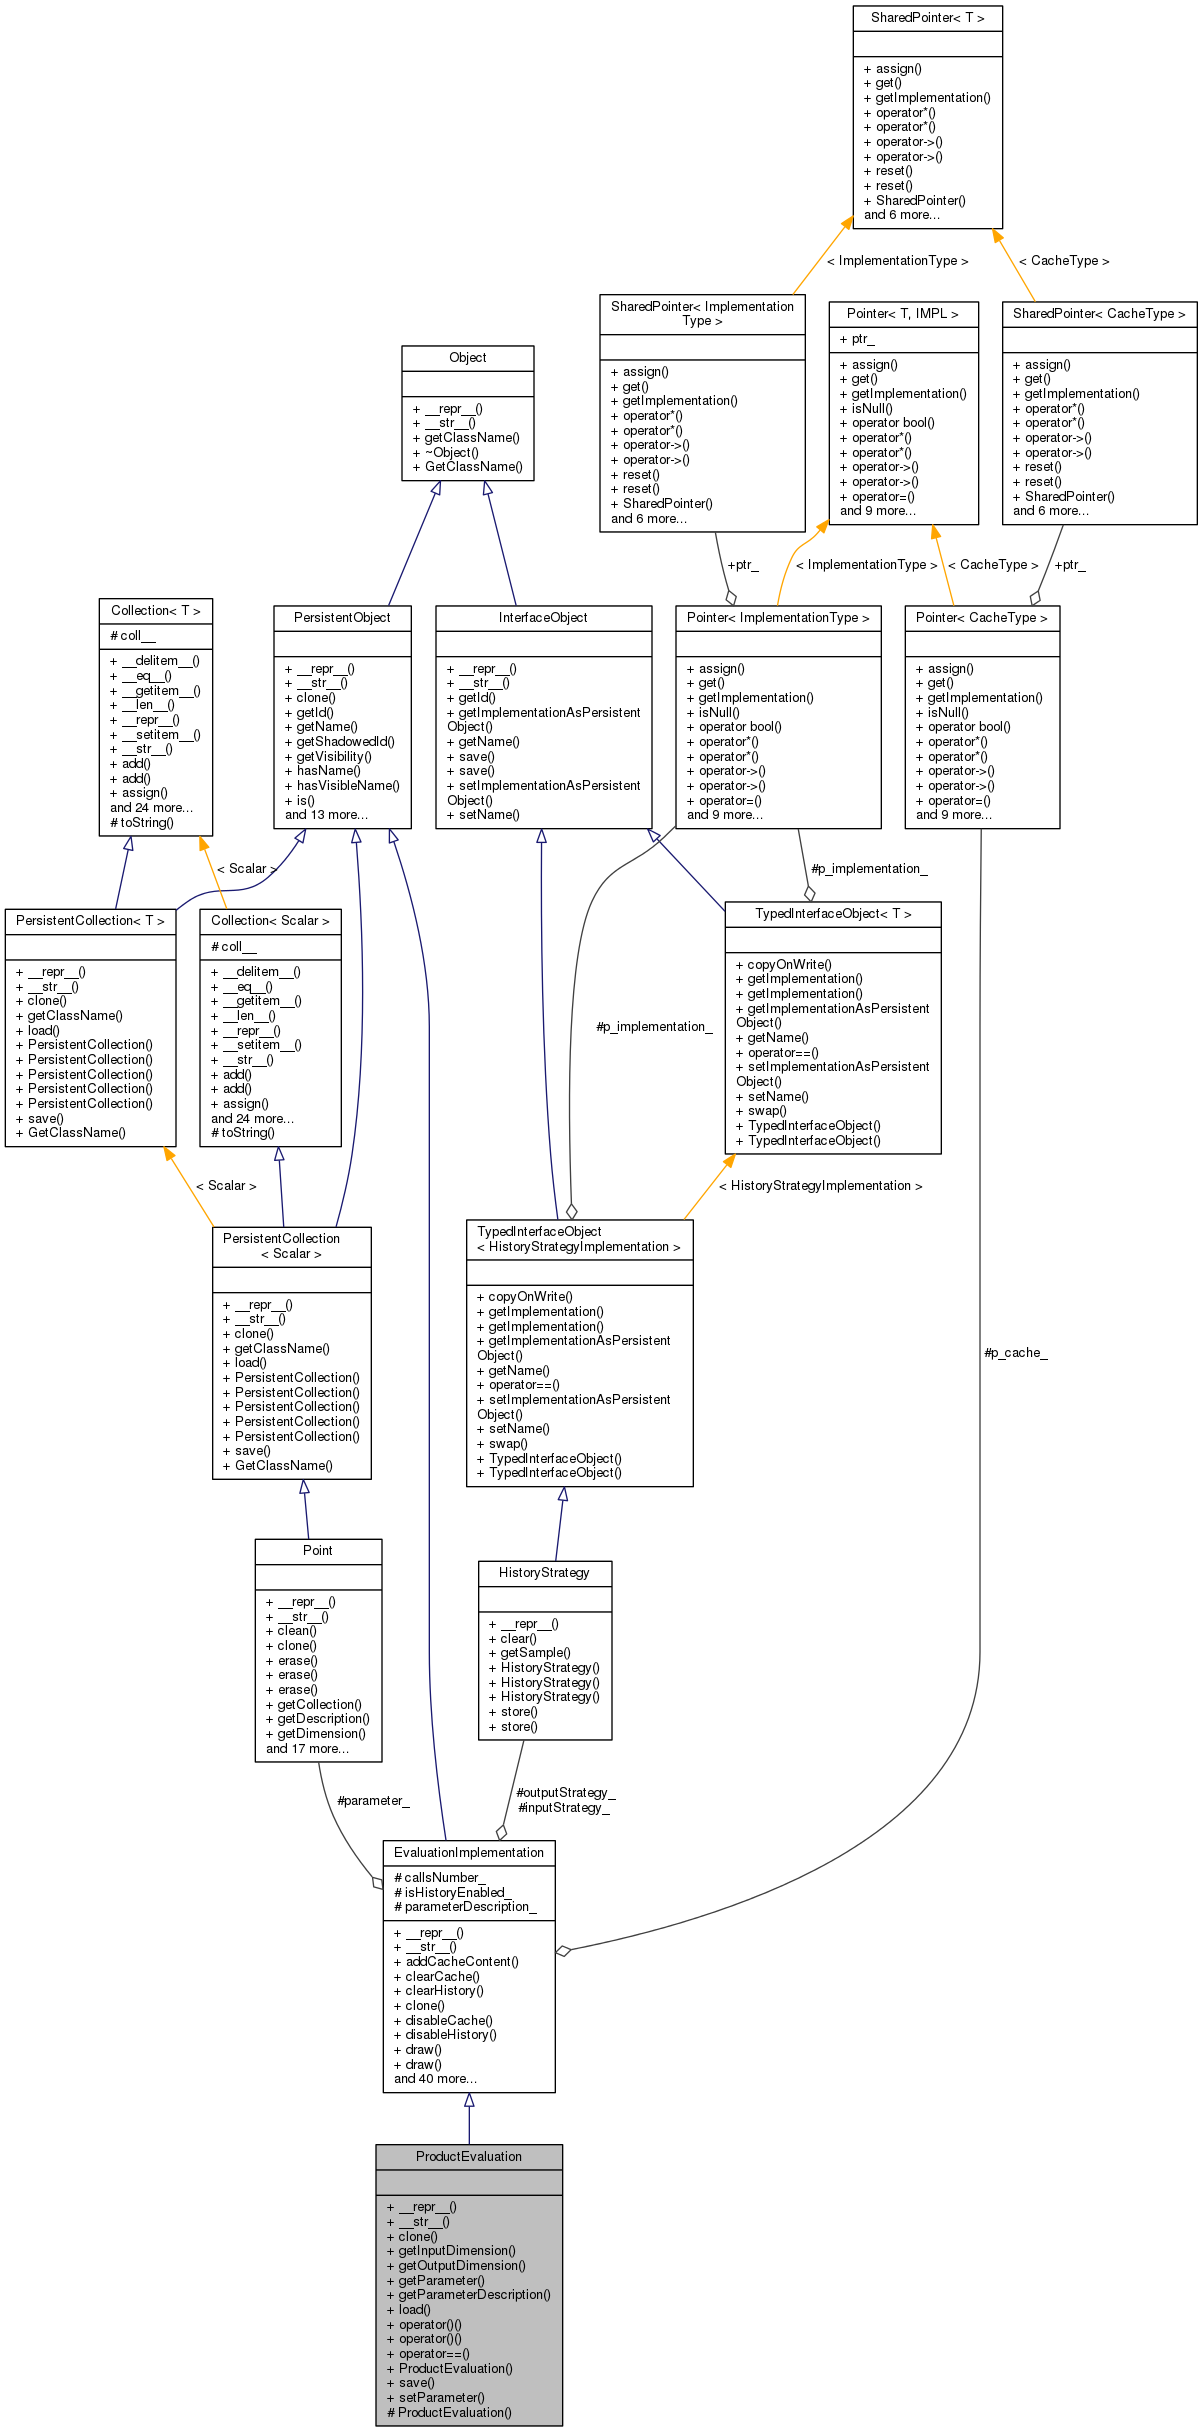 SharedPointer< T >
+ assign()
+ get()
+ getImplementation()
+ operator*()
+ operator*()
+ operator->()
+ operator->()
+ reset()
+ reset()
+ SharedPointer()
and 6 more...
< ImplementationType >
< CacheType >
SharedPointer< Implementation
Type >
+ assign()
+ get()
+ getImplementation()
+ operator*()
+ operator*()
+ operator->()
+ operator->()
+ reset()
+ reset()
+ SharedPointer()
and 6 more...
Pointer< T, IMPL >
+ ptr_
+ assign()
+ get()
+ getImplementation()
+ isNull()
+ operator bool()
+ operator*()
+ operator*()
+ operator->()
+ operator->()
+ operator=()
and 9 more...
SharedPointer< CacheType >
+ assign()
+ get()
+ getImplementation()
+ operator*()
+ operator*()
+ operator->()
+ operator->()
+ reset()
+ reset()
+ SharedPointer()
and 6 more...
Object
+ __repr__()
+ __str__()
+ getClassName()
+ ~Object()
+ GetClassName()
+ptr_
< ImplementationType >
< CacheType >
+ptr_
Collection< T >
# coll__
+ __delitem__()
+ __eq__()
+ __getitem__()
+ __len__()
+ __repr__()
+ __setitem__()
+ __str__()
+ add()
+ add()
+ assign()
and 24 more...
# toString()
PersistentObject
+ __repr__()
+ __str__()
+ clone()
+ getId()
+ getName()
+ getShadowedId()
+ getVisibility()
+ hasName()
+ hasVisibleName()
+ is()
and 13 more...
InterfaceObject
+ __repr__()
+ __str__()
+ getId()
+ getImplementationAsPersistent
Object()
+ getName()
+ save()
+ save()
+ setImplementationAsPersistent
Object()
+ setName()
Pointer< ImplementationType >
+ assign()
+ get()
+ getImplementation()
+ isNull()
+ operator bool()
+ operator*()
+ operator*()
+ operator->()
+ operator->()
+ operator=()
and 9 more...
Pointer< CacheType >
+ assign()
+ get()
+ getImplementation()
+ isNull()
+ operator bool()
+ operator*()
+ operator*()
+ operator->()
+ operator->()
+ operator=()
and 9 more...
< Scalar >
#p_implementation_
PersistentCollection< T >
+ __repr__()
+ __str__()
+ clone()
+ getClassName()
+ load()
+ PersistentCollection()
+ PersistentCollection()
+ PersistentCollection()
+ PersistentCollection()
+ PersistentCollection()
+ save()
+ GetClassName()
Collection< Scalar >
# coll__
+ __delitem__()
+ __eq__()
+ __getitem__()
+ __len__()
+ __repr__()
+ __setitem__()
+ __str__()
+ add()
+ add()
+ assign()
and 24 more...
# toString()
#p_implementation_
TypedInterfaceObject< T >
+ copyOnWrite()
+ getImplementation()
+ getImplementation()
+ getImplementationAsPersistent
Object()
+ getName()
+ operator==()
+ setImplementationAsPersistent
Object()
+ setName()
+ swap()
+ TypedInterfaceObject()
+ TypedInterfaceObject()
< Scalar >
< HistoryStrategyImplementation >
PersistentCollection
< Scalar >
+ __repr__()
+ __str__()
+ clone()
+ getClassName()
+ load()
+ PersistentCollection()
+ PersistentCollection()
+ PersistentCollection()
+ PersistentCollection()
+ PersistentCollection()
+ save()
+ GetClassName()
TypedInterfaceObject
< HistoryStrategyImplementation >
+ copyOnWrite()
+ getImplementation()
+ getImplementation()
+ getImplementationAsPersistent
Object()
+ getName()
+ operator==()
+ setImplementationAsPersistent
Object()
+ setName()
+ swap()
+ TypedInterfaceObject()
+ TypedInterfaceObject()
#p_cache_
Point
+ __repr__()
+ __str__()
+ clean()
+ clone()
+ erase()
+ erase()
+ erase()
+ getCollection()
+ getDescription()
+ getDimension()
and 17 more...
HistoryStrategy
+ __repr__()
+ clear()
+ getSample()
+ HistoryStrategy()
+ HistoryStrategy()
+ HistoryStrategy()
+ store()
+ store()
#parameter_
#outputStrategy_
#inputStrategy_
EvaluationImplementation
# callsNumber_
# isHistoryEnabled_
# parameterDescription_
+ __repr__()
+ __str__()
+ addCacheContent()
+ clearCache()
+ clearHistory()
+ clone()
+ disableCache()
+ disableHistory()
+ draw()
+ draw()
and 40 more...
ProductEvaluation
+ __repr__()
+ __str__()
+ clone()
+ getInputDimension()
+ getOutputDimension()
+ getParameter()
+ getParameterDescription()
+ load()
+ operator()()
+ operator()()
+ operator==()
+ ProductEvaluation()
+ save()
+ setParameter()
# ProductEvaluation()